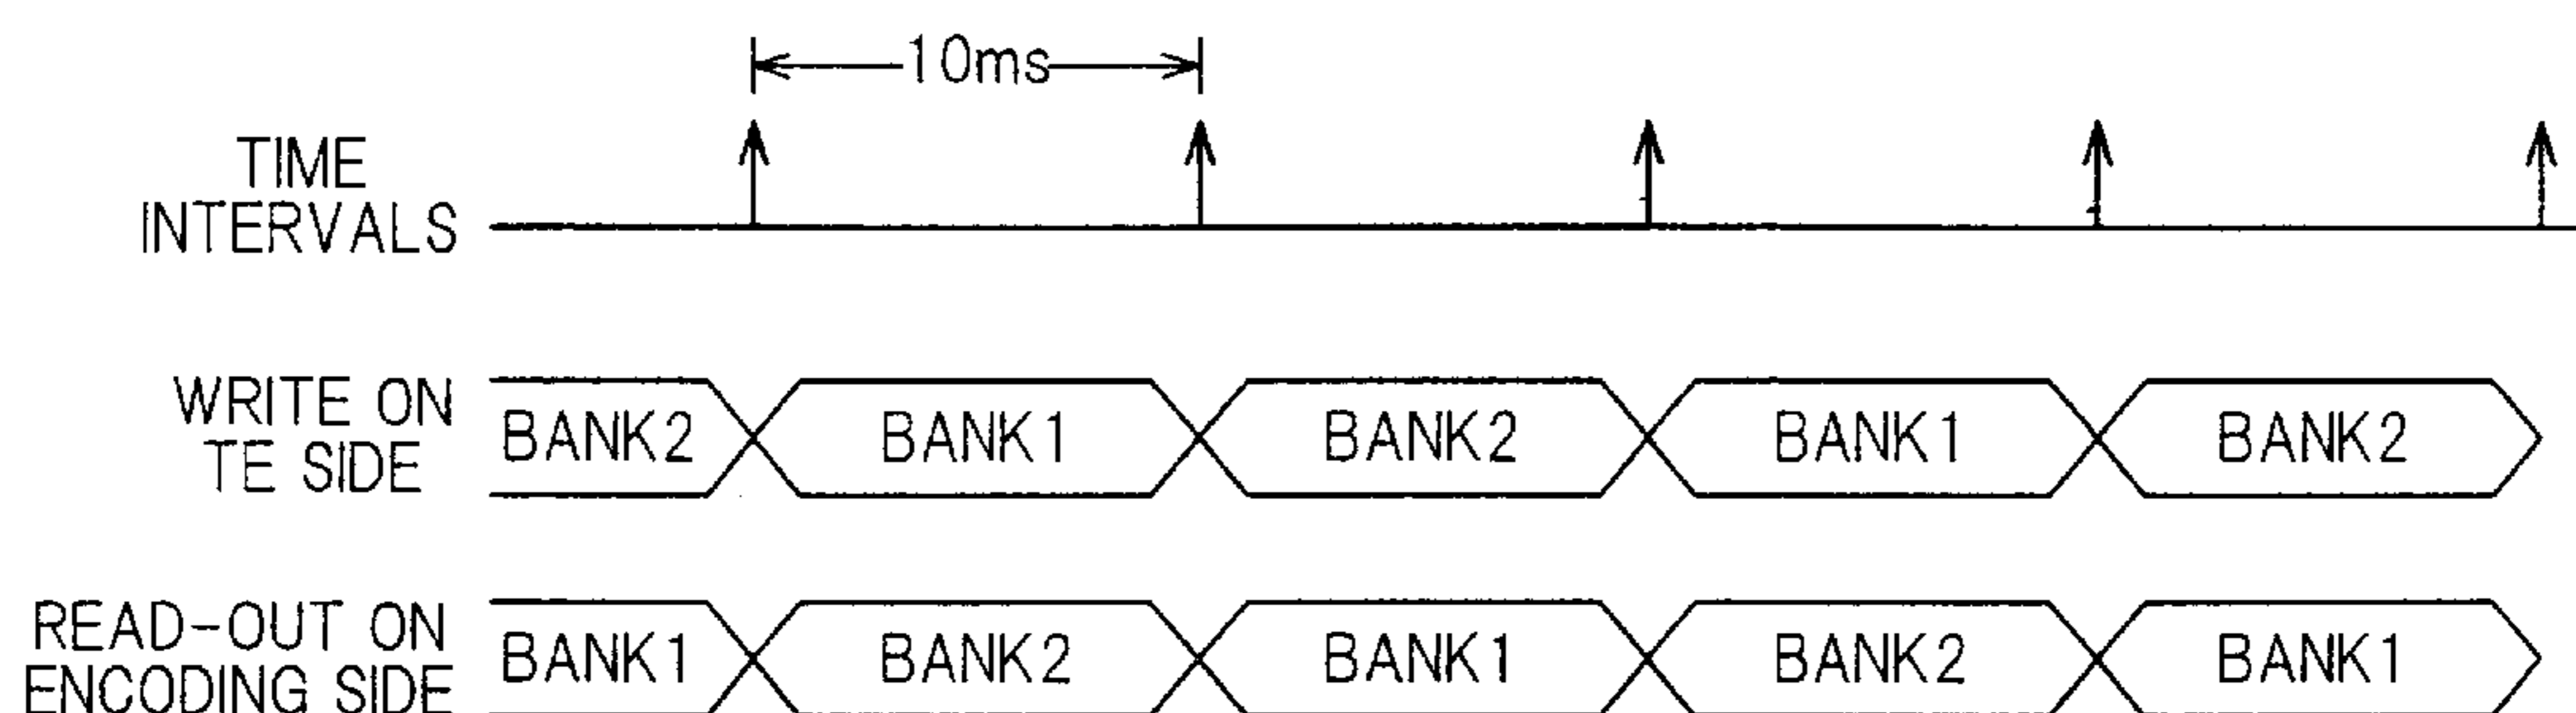 10ms
TIME
INTERVALS
WRITE ON
TE SIDE
BANK2 BANK1 BANK2 BANK1 BANK2
READ-OUT ON
ENCODING SIDE
BANK1 BANK2 BANK1 BANK2 BANK1